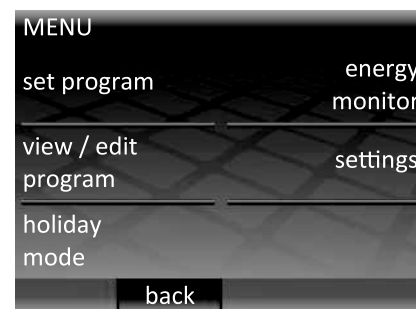 MENU
set program
energy
monitor
view / edit
program
settings
holiday
mode
back